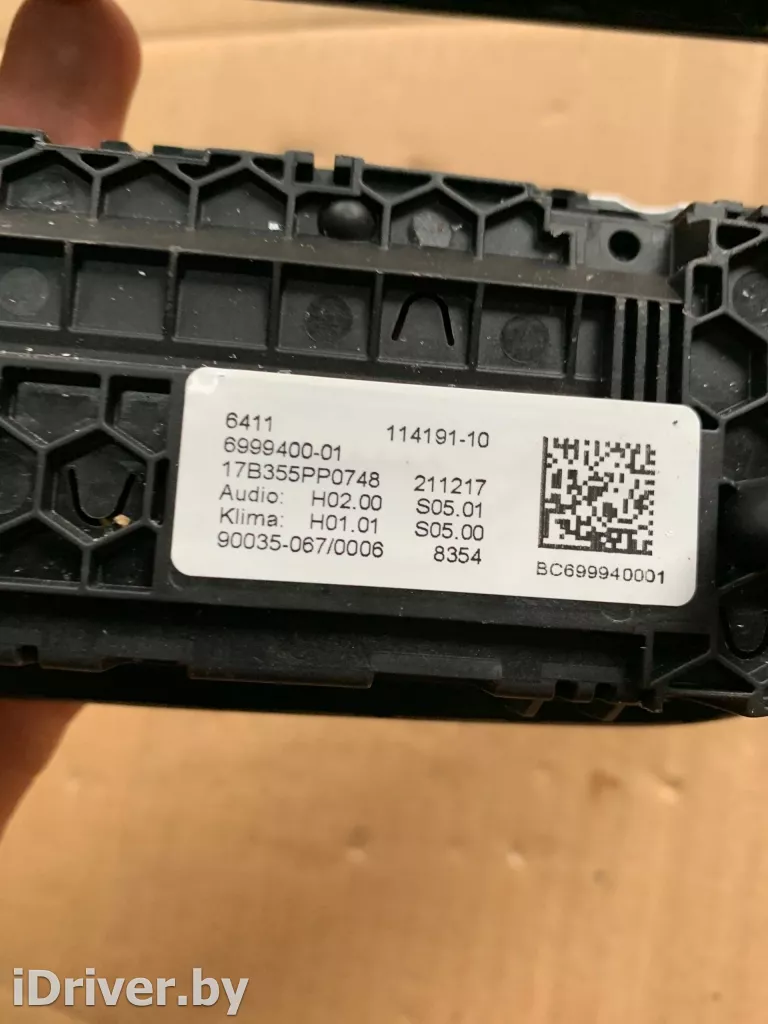 6411 114191-10
6999400-01
17B355PP0748 211217
Audio: H02.00 S05.01
Klima: H01.01 S05.00
90035-067/0006 8354
BC699940001
iDriver.by